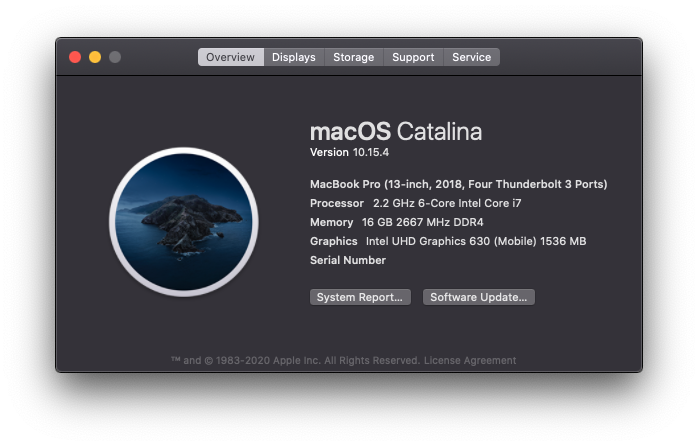 Overview Displays Storage Support Service
macOS Catalina
Version 10.15.4
MacBook Pro (13-inch, 2018, Four Thunderbolt 3 Ports)
Processor 2.2 GHz 6-Core Intel Core i7
Memory 16 GB 2667 MHz DDR4
Graphics Intel UHD Graphics 630 (Mobile) 1536 MB
Serial Number
System Report... Software Update...
™ and © 1983-2020 Apple Inc. All Rights Reserved. License Agreement